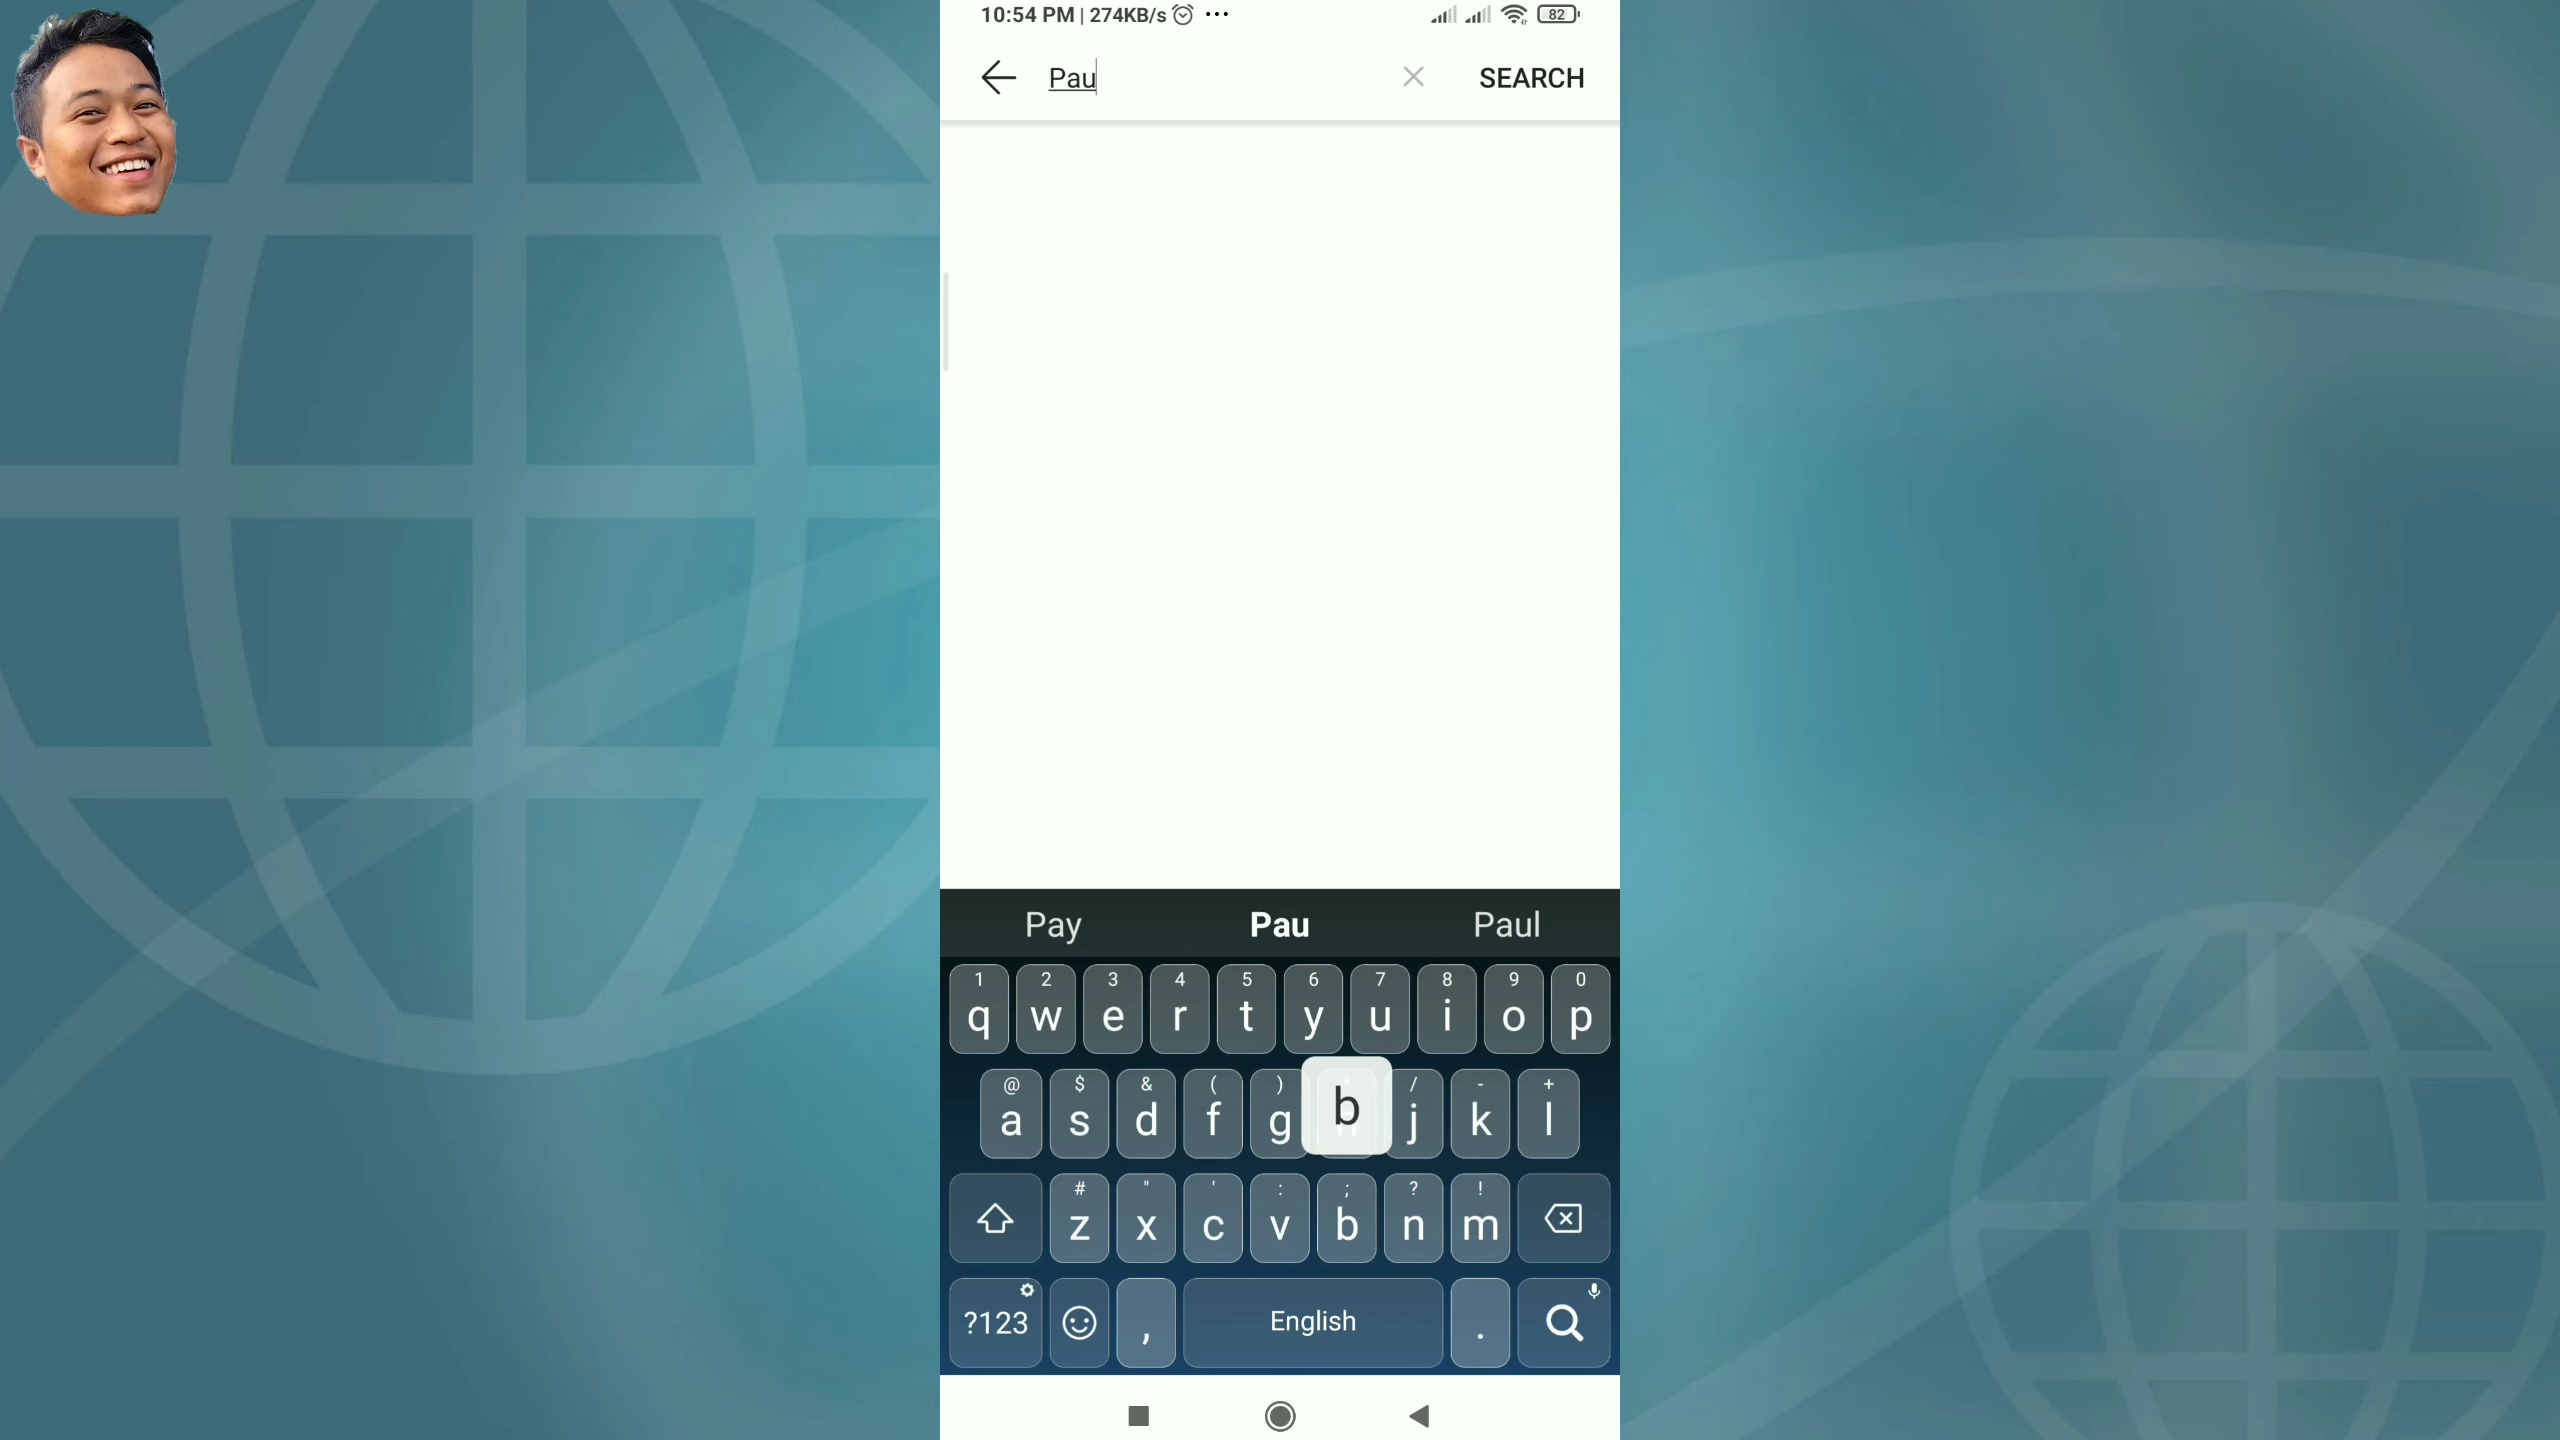 10:54 PM | 274KB/s ...
82
Pau
SEARCH
Pay Pau Paul
1 2 3 4 5 6 7 8 9 0
q w e r t y u i o p
@ $ & ( ) / - +
a s d f g b j k l
# " ' : ; ? !
z x c v b n m
?123 , English .